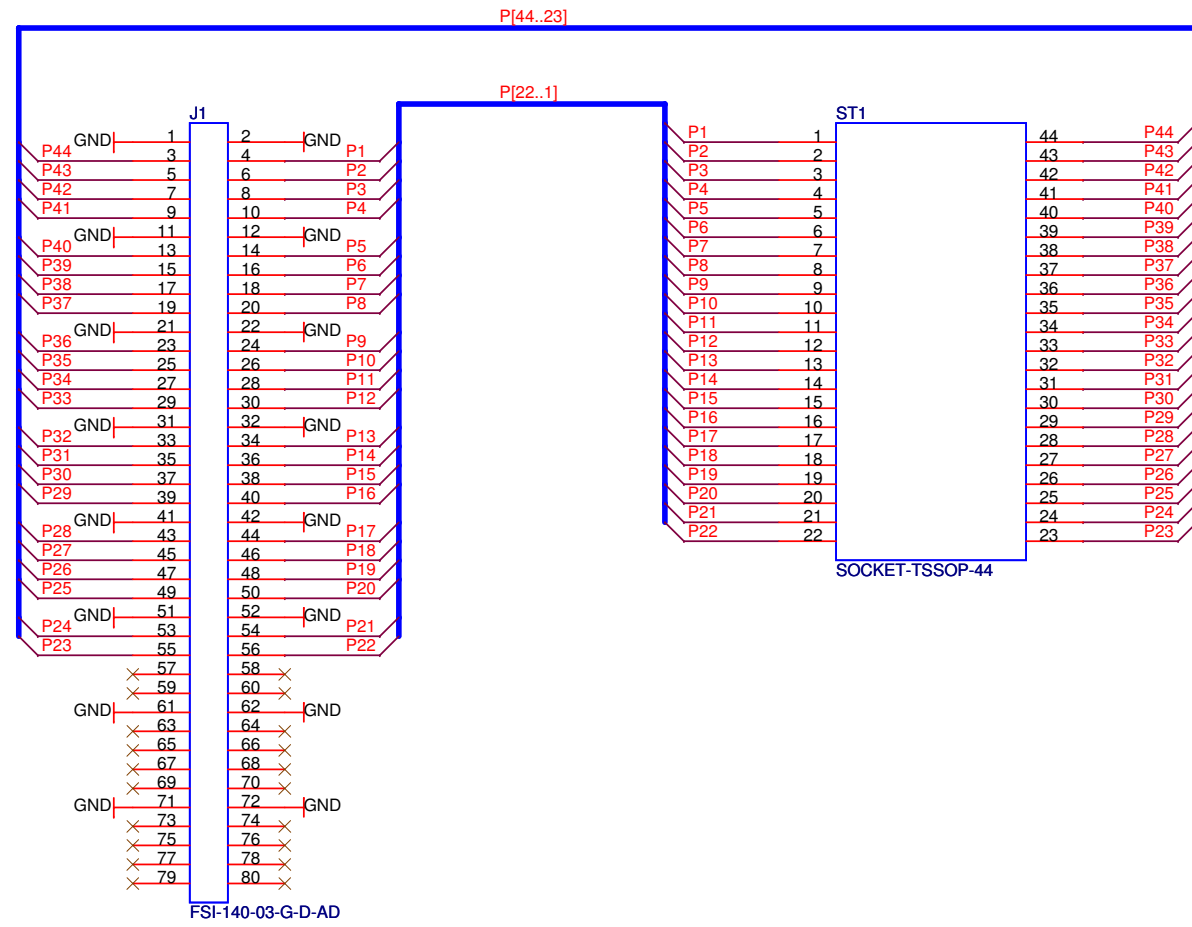 P[44..23]
P[22..1]
J1
ST1
GND 1 2 GND
P44 3 4 P1
P43 5 6 P2
P42 7 8 P3
P41 9 10 P4
GND 11 12 GND
P40 13 14 P5
P39 15 16 P6
P38 17 18 P7
P37 19 20 P8
GND 21 22 GND
P36 23 24 P9
P35 25 26 P10
P34 27 28 P11
P33 29 30 P12
GND 31 32 GND
P32 33 34 P13
P31 35 36 P14
P30 37 38 P15
P29 39 40 P16
GND 41 42 GND
P28 43 44 P17
P27 45 46 P18
P26 47 48 P19
P25 49 50 P20
GND 51 52 GND
P24 53 54 P21
P23 55 56 P22
57 58
59 60
GND 61 62 GND
63 64
65 66
67 68
69 70
GND 71 72 GND
73 74
75 76
77 78
79 80
FSI-140-03-G-D-AD
P1 1 44 P44
P2 2 43 P43
P3 3 42 P42
P4 4 41 P41
P5 5 40 P40
P6 6 39 P39
P7 7 38 P38
P8 8 37 P37
P9 9 36 P36
P10 10 35 P35
P11 11 34 P34
P12 12 33 P33
P13 13 32 P32
P14 14 31 P31
P15 15 30 P30
P16 16 29 P29
P17 17 28 P28
P18 18 27 P27
P19 19 26 P26
P20 20 25 P25
P21 21 24 P24
P22 22 23 P23
SOCKET-TSSOP-44